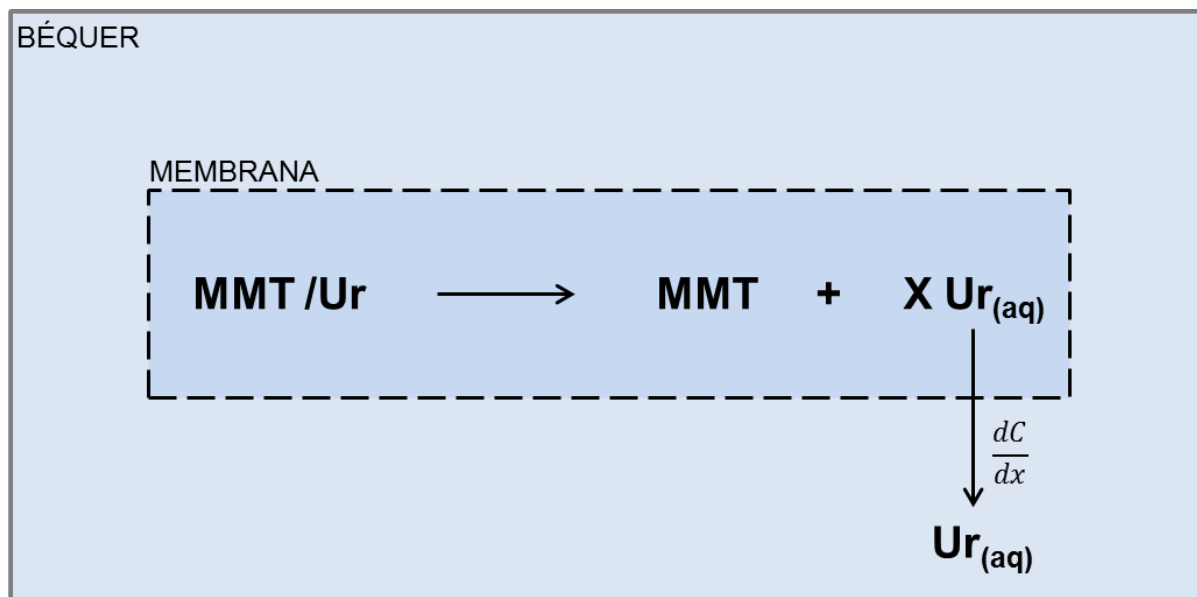 BÉQUER
MEMBRANA
MMT /Ur ⟶ MMT + X Ur(aq)
dC
dx
Ur(aq)